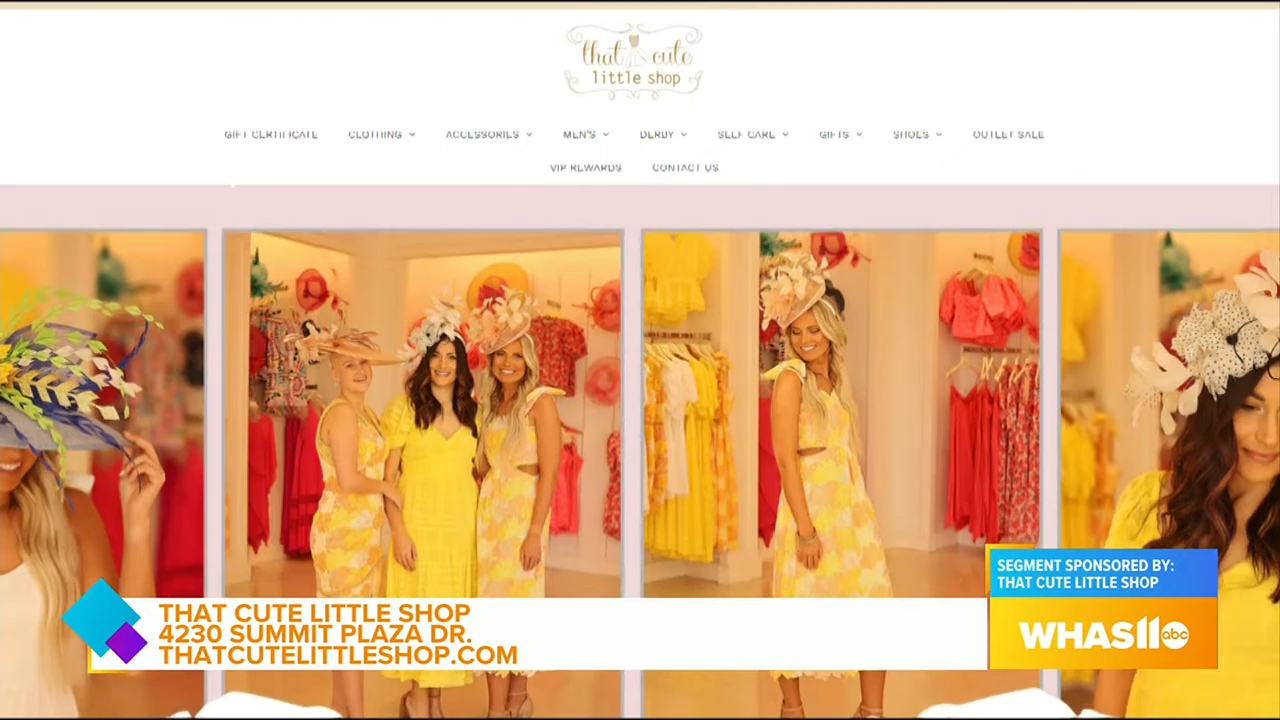 that cute
little shop
GIFT CERTIFICATE CLOTHING ACCESSORIES MEN'S DERBY SELF CARE GIFTS SHOES OUTLET SALE
VIP REWARDS CONTACT US
SEGMENT SPONSORED BY:
THAT CUTE LITTLE SHOP
THAT CUTE LITTLE SHOP
4230 SUMMIT PLAZA DR.
THATCUTELITTLESHOP.COM
WHAS11 abc